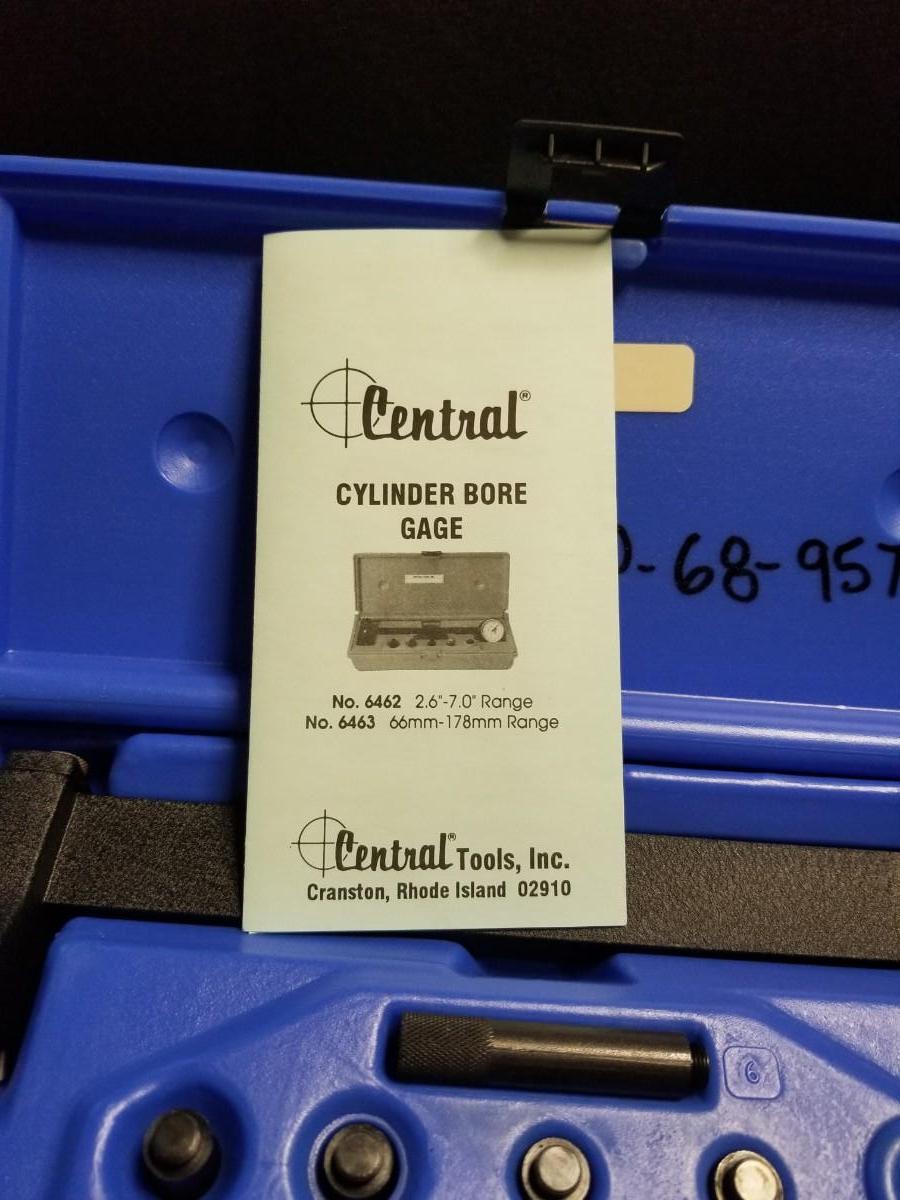 Central®
CYLINDER BORE
GAGE
No. 6462 2.6"-7.0" Range
No. 6463 66mm-178mm Range
Central® Tools, Inc.
Cranston, Rhode Island 02910
-68-957
6